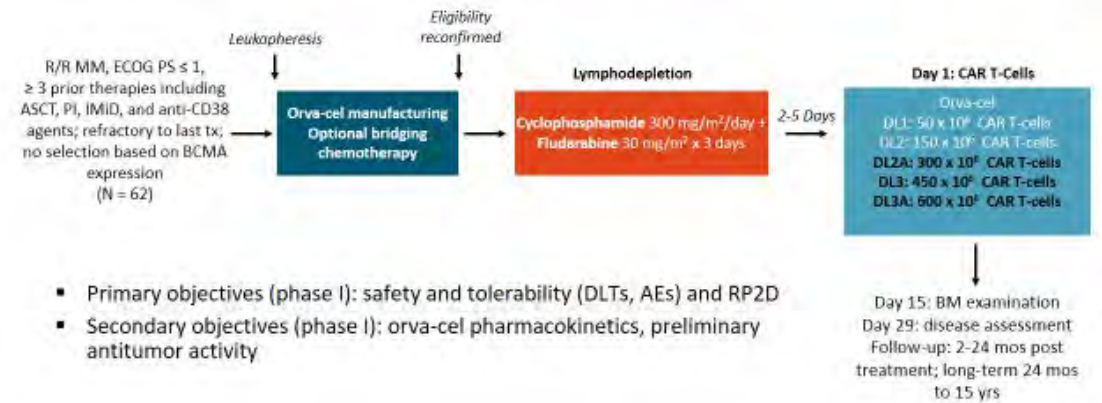 Leukapheresis
Eligibility
reconfirmed
R/R MM, ECOG PS ≤ 1,
≥ 3 prior therapies including
ASCT, PI, IMiD, and anti-CD38
agents; refractory to last tx;
no selection based on BCMA
expression
(N = 62)
Orva-cel manufacturing
Optional bridging
chemotherapy
Lymphodepletion
Cyclophosphamide 300 mg/m²/day +
Fludarabine 30 mg/m² x 3 days
2-5 Days
Day 1: CAR T-Cells
Orva-cel
DL1: 50 x 10⁶ CAR T-cells
DL2: 150 x 10⁶ CAR T-cells
DL2A: 300 x 10⁶ CAR T-cells
DL3: 450 x 10⁶ CAR T-cells
DL3A: 600 x 10⁶ CAR T-cells
▪ Primary objectives (phase I): safety and tolerability (DLTs, AEs) and RP2D
▪ Secondary objectives (phase I): orva-cel pharmacokinetics, preliminary
antitumor activity
Day 15: BM examination
Day 29: disease assessment
Follow-up: 2-24 mos post
treatment; long-term 24 mos
to 15 yrs